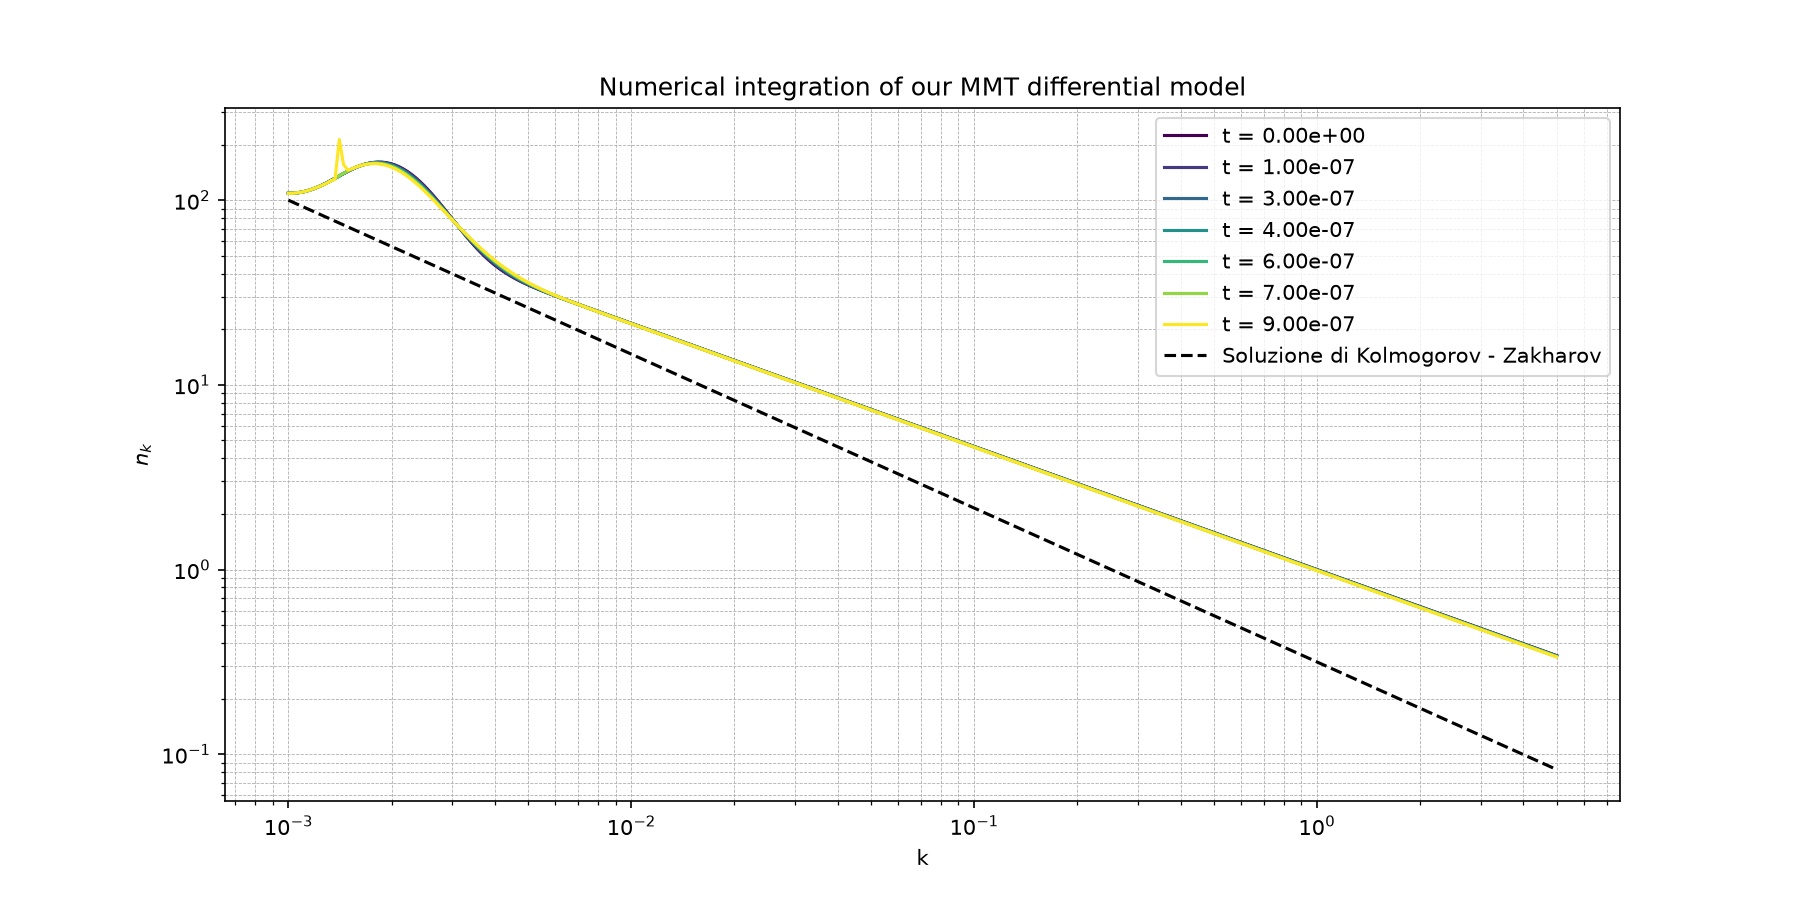 Numerical integration of our MMT differential model
t = 0.00e+00
t = 1.00e-07
t = 3.00e-07
t = 4.00e-07
t = 6.00e-07
t = 7.00e-07
t = 9.00e-07
Soluzione di Kolmogorov - Zakharov
n_k
10^2
10^1
10^0
10^{-1}
10^{-3}
10^{-2}
10^{-1}
10^0
k